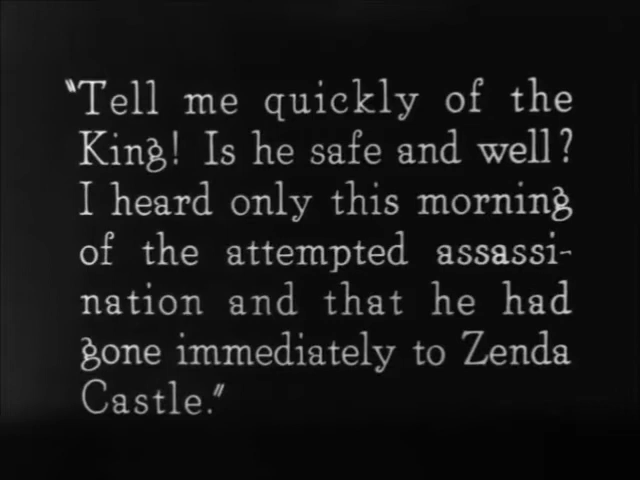 "Tell me quickly of the
King! Is he safe and well?
I heard only this morning
of the attempted assassi-
nation and that he had
gone immediately to Zenda
Castle."